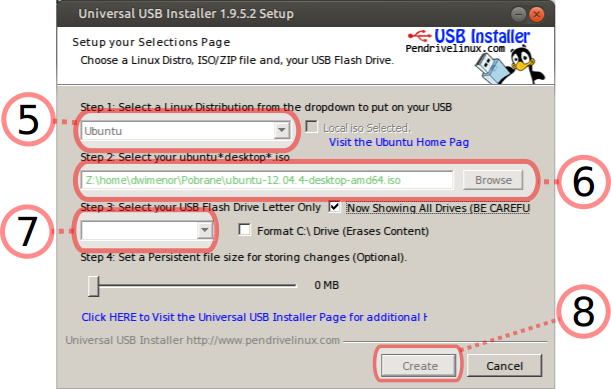 Universal USB Installer 1.9.5.2 Setup
Setup your Selections Page
Choose a Linux Distro, ISO/ZIP file and, your USB Flash Drive.
USB Installer
Pendrivelinux.com
Step 1: Select a Linux Distribution from the dropdown to put on your USB
5
Ubuntu
Local iso Selected.
Visit the Ubuntu Home Pag
Step 2: Select your ubuntu*desktop*.iso
Z:\home\dwimenor\Pobrane\ubuntu-12.04.4-desktop-amd64.iso
Browse
6
Step 3: Select your USB Flash Drive Letter Only
Now Showing All Drives (BE CAREFU
7
Format C:\ Drive (Erases Content)
Step 4: Set a Persistent file size for storing changes (Optional).
0 MB
Click HERE to Visit the Universal USB Installer Page for additional H
8
Universal USB Installer http://www.pendrivelinux.com
Create
Cancel